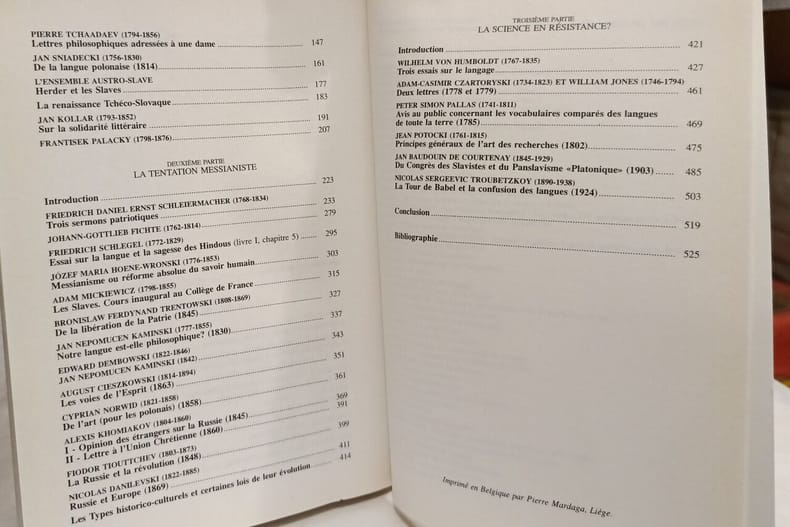 PIERRE TCHAADAEV (1794-1856)
Lettres philosophiques adressées à une dame 147
JAN SNIADECKI (1756-1830)
De la langue polonaise (1814) 161
L'ENSEMBLE AUSTRO-SLAVE
Herder et les Slaves 177
La renaissance Tchéco-Slovaque 183
JAN KOLLAR (1793-1852)
Sur la solidarité littéraire 191
FRANTISEK PALACKY (1798-1876) 207
DEUXIÈME PARTIE
LA TENTATION MESSIANISTE
Introduction 223
FRIEDRICH DANIEL ERNST SCHLEIERMACHER (1768-1834)
Trois sermons patriotiques 233
JOHANN-GOTTLIEB FICHTE (1762-1814) 279
FRIEDRICH SCHLEGEL (1772-1829)
Essai sur la langue et la sagesse des Hindous (livre I, chapitre 5) 295
JÓZEF MARIA HOENE-WRONSKI (1776-1853)
Messianisme ou réforme absolue du savoir humain 303
ADAM MICKIEWICZ (1798-1855)
Les Slaves. Cours inaugural au Collège de France 315
BRONISLAW FERDYNAND TRENTOWSKI (1808-1869)
De la libération de la Patrie (1845) 327
JAN NEPOMUCEN KAMINSKI (1777-1855)
Notre langue est-elle philosophique? (1830) 337
EDWARD DEMBOWSKI (1822-1846)
JAN NEPOMUCEN KAMINSKI (1842) 343
AUGUST CIESZKOWSKI (1814-1894)
Les voies de l'Esprit (1863) 351
CYPRIAN NORWID (1821-1858)
De l'art (pour les polonais) (1858) 361
ALEXIS KHOMIAKOV (1804-1860)
I - Opinion des étrangers sur la Russie (1845) 369
II - Lettre à l'Union Chrétienne (1860) 391
FIODOR TIOUTTCHEV (1803-1873)
La Russie et la révolution (1848) 399
NICOLAS DANILEVSKI (1822-1885)
Russie et Europe (1869) 411
Les Types historico-culturels et certaines lois de leur évolution 414
TROISIÈME PARTIE
LA SCIENCE EN RÉSISTANCE?
Introduction 421
WILHELM VON HUMBOLDT (1767-1835)
Trois essais sur le langage 427
ADAM-CASIMIR CZARTORYSKI (1734-1823) ET WILLIAM JONES (1746-1794)
Deux lettres (1778 et 1779) 461
PETER SIMON PALLAS (1741-1811)
Avis au public concernant les vocabulaires comparés des langues
de toute la terre (1785) 469
JEAN POTOCKI (1761-1815)
Principes généraux de l'art des recherches (1802) 475
JAN BAUDOUIN DE COURTENAY (1845-1929)
Du Congrès des Slavistes et du Panslavisme «Platonique» (1903) 485
NICOLAS SERGEEVIC TROUBETZKOY (1890-1938)
La Tour de Babel et la confusion des langues (1924) 503
Conclusion 519
Bibliographie 525
Imprimé en Belgique par Pierre Mardaga, Liége.